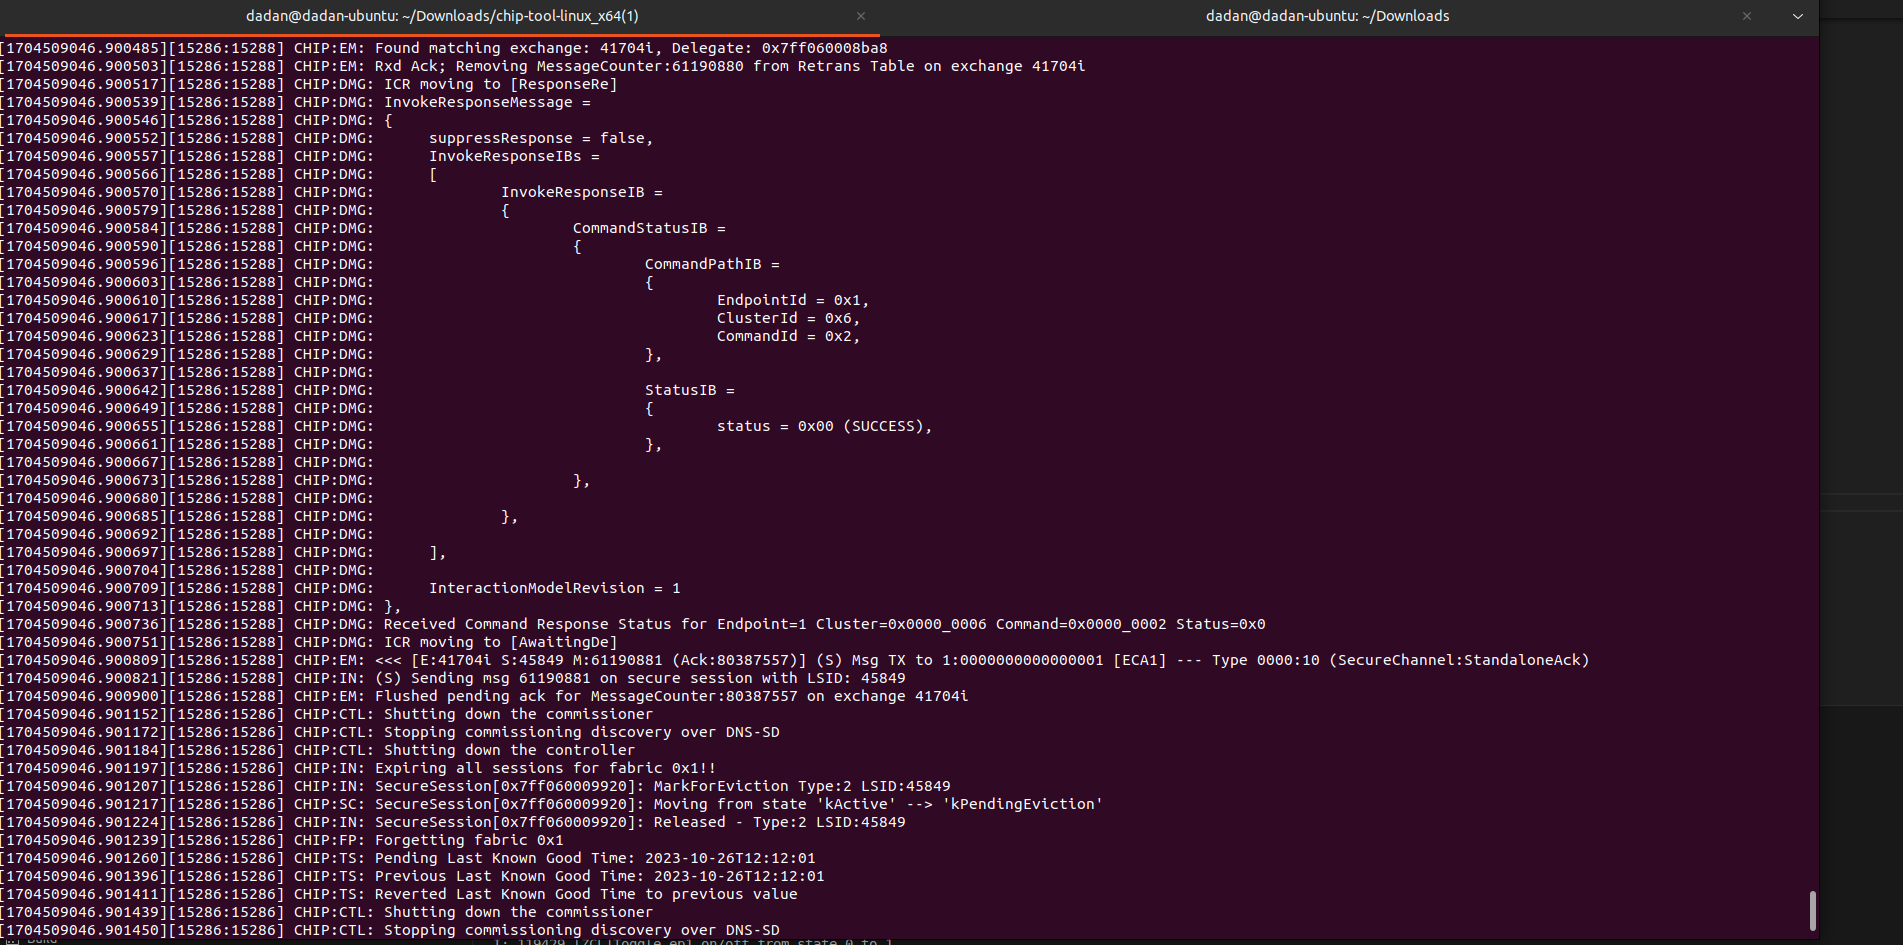 dadan@dadan-ubuntu: ~/Downloads/chip-tool-linux_x64(1) × dadan@dadan-ubuntu: ~/Downloads ×
[1704509046.900485][15286:15288] CHIP:EM: Found matching exchange: 41704i, Delegate: 0x7ff060008ba8
[1704509046.900503][15286:15288] CHIP:EM: Rxd Ack; Removing MessageCounter:61190880 from Retrans Table on exchange 41704i
[1704509046.900517][15286:15288] CHIP:DMG: ICR moving to [ResponseRe]
[1704509046.900539][15286:15288] CHIP:DMG: InvokeResponseMessage =
[1704509046.900546][15286:15288] CHIP:DMG: {
[1704509046.900552][15286:15288] CHIP:DMG: suppressResponse = false,
[1704509046.900557][15286:15288] CHIP:DMG: InvokeResponseIBs =
[1704509046.900566][15286:15288] CHIP:DMG: [
[1704509046.900570][15286:15288] CHIP:DMG: InvokeResponseIB =
[1704509046.900579][15286:15288] CHIP:DMG: {
[1704509046.900584][15286:15288] CHIP:DMG: CommandStatusIB =
[1704509046.900590][15286:15288] CHIP:DMG: {
[1704509046.900596][15286:15288] CHIP:DMG: CommandPathIB =
[1704509046.900603][15286:15288] CHIP:DMG: {
[1704509046.900610][15286:15288] CHIP:DMG: EndpointId = 0x1,
[1704509046.900617][15286:15288] CHIP:DMG: ClusterId = 0x6,
[1704509046.900623][15286:15288] CHIP:DMG: CommandId = 0x2,
[1704509046.900629][15286:15288] CHIP:DMG: },
[1704509046.900637][15286:15288] CHIP:DMG:
[1704509046.900642][15286:15288] CHIP:DMG: StatusIB =
[1704509046.900649][15286:15288] CHIP:DMG: {
[1704509046.900655][15286:15288] CHIP:DMG: status = 0x00 (SUCCESS),
[1704509046.900661][15286:15288] CHIP:DMG: },
[1704509046.900667][15286:15288] CHIP:DMG:
[1704509046.900673][15286:15288] CHIP:DMG: },
[1704509046.900680][15286:15288] CHIP:DMG:
[1704509046.900685][15286:15288] CHIP:DMG: },
[1704509046.900692][15286:15288] CHIP:DMG:
[1704509046.900697][15286:15288] CHIP:DMG: ],
[1704509046.900704][15286:15288] CHIP:DMG:
[1704509046.900709][15286:15288] CHIP:DMG: InteractionModelRevision = 1
[1704509046.900713][15286:15288] CHIP:DMG: },
[1704509046.900736][15286:15288] CHIP:DMG: Received Command Response Status for Endpoint=1 Cluster=0x0000_0006 Command=0x0000_0002 Status=0x0
[1704509046.900751][15286:15288] CHIP:DMG: ICR moving to [AwaitingDe]
[1704509046.900809][15286:15288] CHIP:EM: <<< [E:41704i S:45849 M:61190881 (Ack:80387557)] (S) Msg TX to 1:0000000000000001 [ECA1] --- Type 0000:10 (SecureChannel:StandaloneAck)
[1704509046.900821][15286:15288] CHIP:IN: (S) Sending msg 61190881 on secure session with LSID: 45849
[1704509046.900900][15286:15288] CHIP:EM: Flushed pending ack for MessageCounter:80387557 on exchange 41704i
[1704509046.901152][15286:15286] CHIP:CTL: Shutting down the commissioner
[1704509046.901172][15286:15286] CHIP:CTL: Stopping commissioning discovery over DNS-SD
[1704509046.901184][15286:15286] CHIP:CTL: Shutting down the controller
[1704509046.901197][15286:15286] CHIP:IN: Expiring all sessions for fabric 0x1!!
[1704509046.901207][15286:15286] CHIP:IN: SecureSession[0x7ff060009920]: MarkForEviction Type:2 LSID:45849
[1704509046.901217][15286:15286] CHIP:SC: SecureSession[0x7ff060009920]: Moving from state 'kActive' --> 'kPendingEviction'
[1704509046.901224][15286:15286] CHIP:IN: SecureSession[0x7ff060009920]: Released - Type:2 LSID:45849
[1704509046.901239][15286:15286] CHIP:FP: Forgetting fabric 0x1
[1704509046.901260][15286:15286] CHIP:TS: Pending Last Known Good Time: 2023-10-26T12:12:01
[1704509046.901396][15286:15286] CHIP:TS: Previous Last Known Good Time: 2023-10-26T12:12:01
[1704509046.901411][15286:15286] CHIP:TS: Reverted Last Known Good Time to previous value
[1704509046.901439][15286:15286] CHIP:CTL: Shutting down the commissioner
[1704509046.901450][15286:15286] CHIP:CTL: Stopping commissioning discovery over DNS-SD